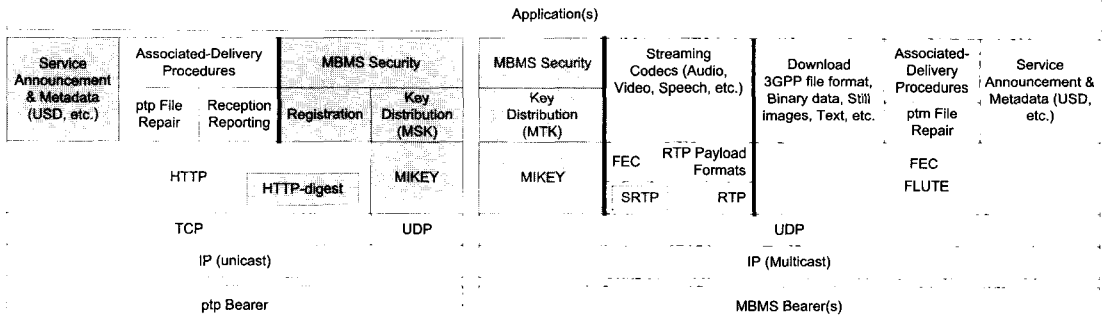 Application(s)
Service
Announcement
& Metadata
(USD, etc.)
Associated-Delivery
Procedures
ptp File
Repair
Reception
Reporting
MBMS Security
Registration
Key
Distribution
(MSK)
MBMS Security
Key
Distribution
(MTK)
Streaming
Codecs (Audio,
Video, Speech, etc.)
Download
3GPP file format,
Binary data, Still
images, Text, etc.
Associated-
Delivery
Procedures
ptm File
Repair
Service
Announcement &
Metadata (USD,
etc.)
HTTP
HTTP-digest
MIKEY
MIKEY
FEC
RTP Payload
Formats
SRTP
RTP
FEC
FLUTE
TCP
UDP
UDP
IP (unicast)
IP (Multicast)
ptp Bearer
MBMS Bearer(s)